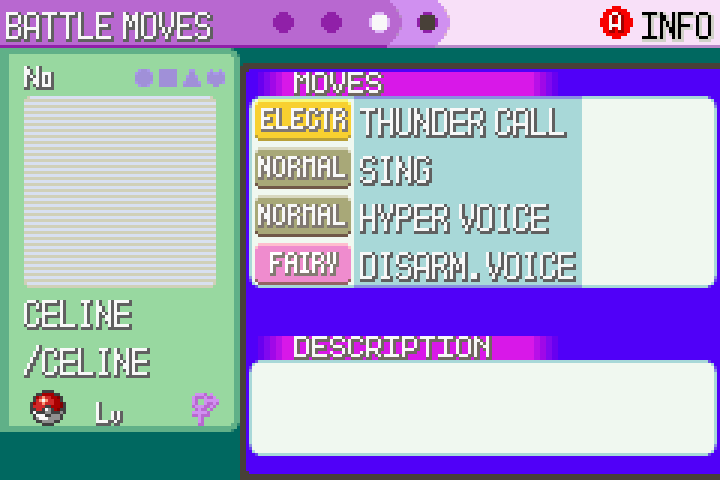 BATTLE MOVES
A INFO
No
MOVES
ELECTR THUNDER CALL
NORMAL SING
NORMAL HYPER VOICE
FAIRY DISARM. VOICE
CELINE
/CELINE
Lv
DESCRIPTION